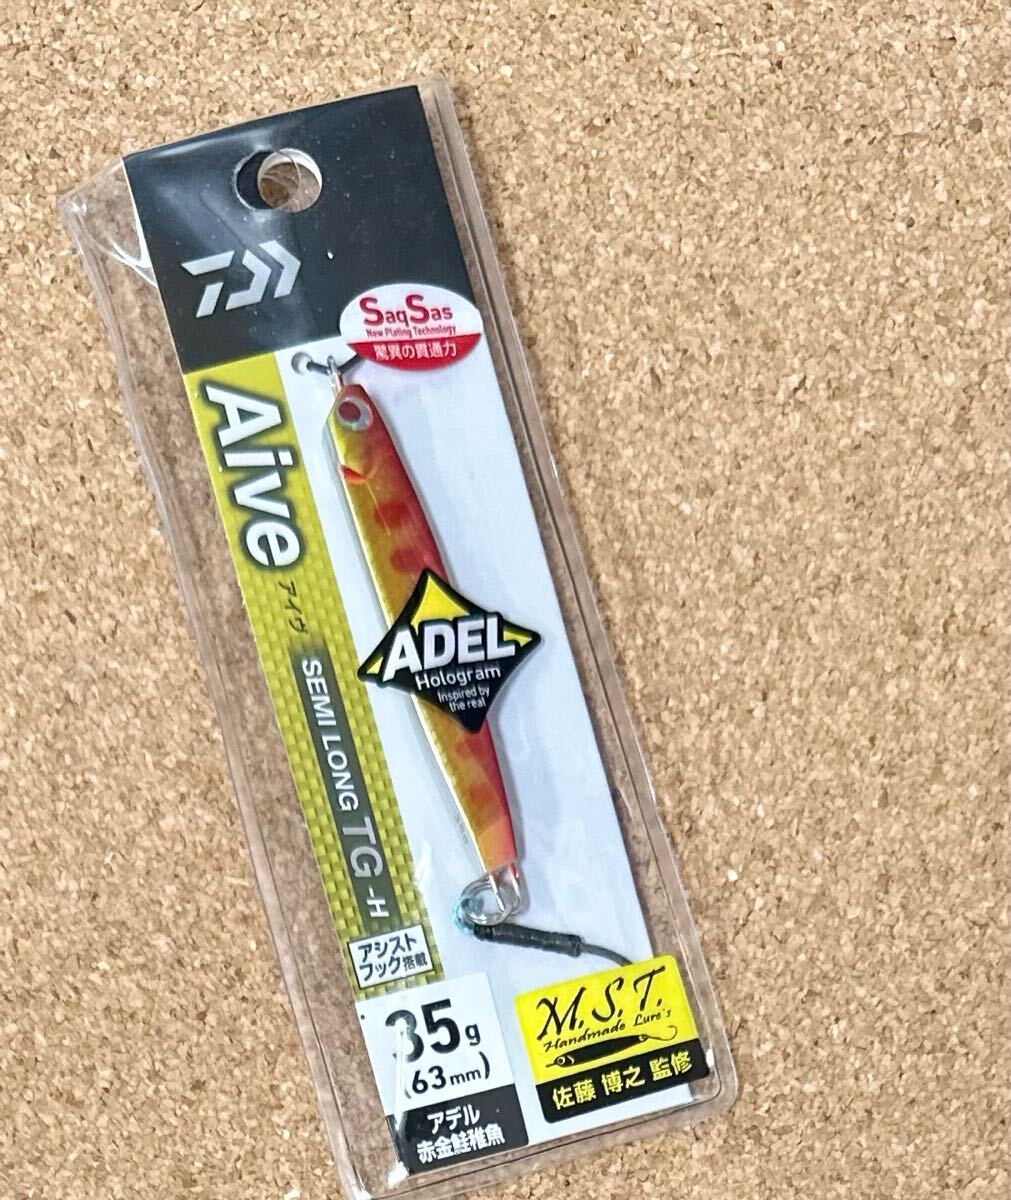 SaqSas
New Plating Technology
驚異の貫通力
Aive
アイヴ
SEMI LONG TG -H
ADEL
Hologram
Inspired by
the real
アシスト
フック搭載
35g
(63mm)
アデル
赤金鮭稚魚
M.S.T.
Handmade Lure's
佐藤 博之 監修